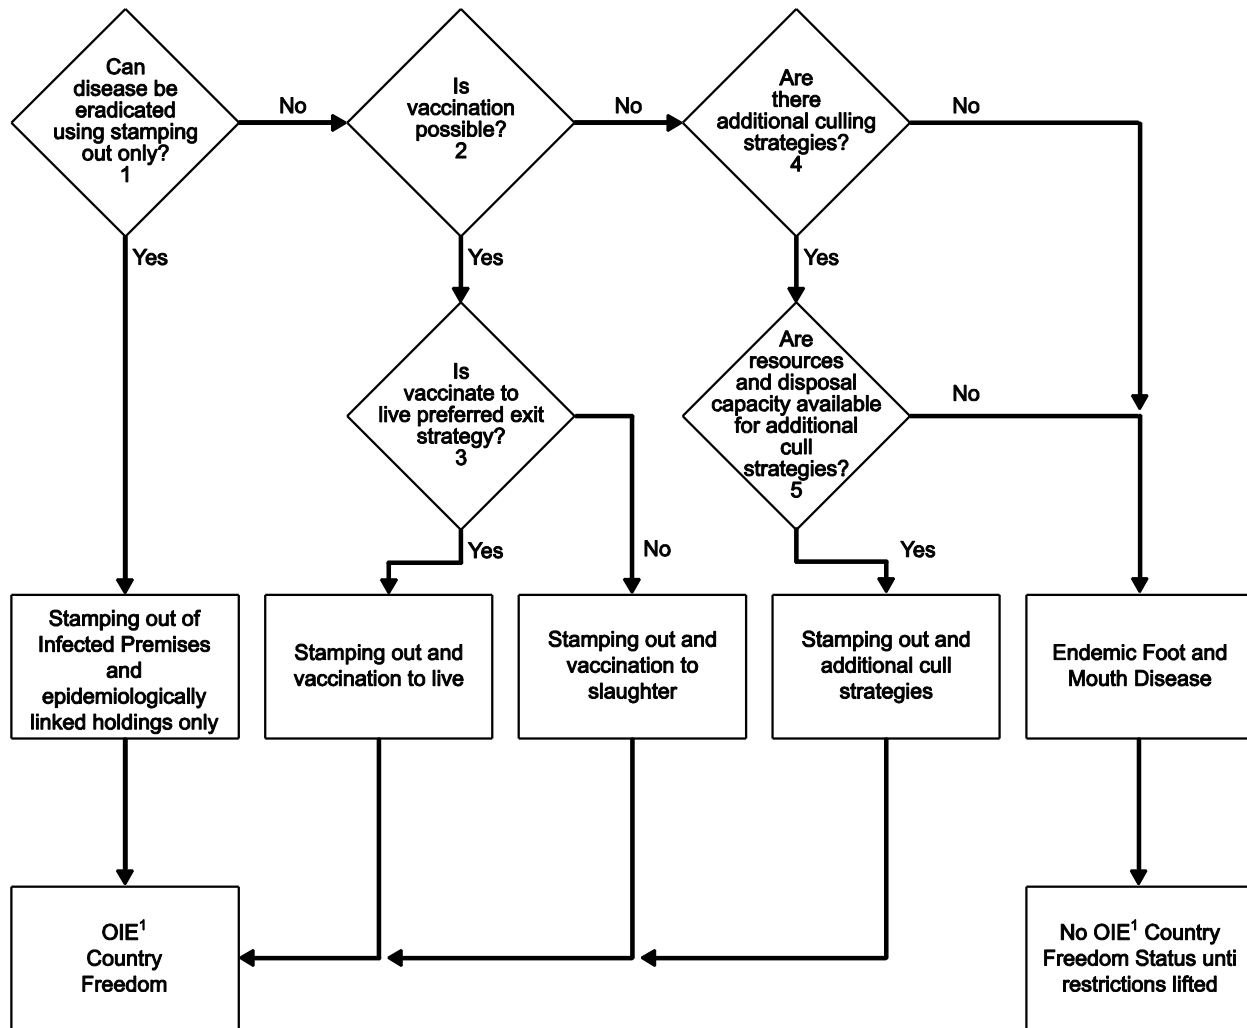 Can
disease be
eradicated
using stamping
out only?
1
No
Is
vaccination
possible?
2
No
Are
there
additional culling
strategies?
4
No
Yes
Yes
Yes
Is
vaccinate to
live preferred exit
strategy?
3
Are
resources
and disposal
capacity available
for additional
cull
strategies?
5
No
Yes
No
Yes
Stamping out of
Infected Premises
and
epidemiologically
linked holdings only
Stamping out and
vaccination to live
Stamping out and
vaccination to
slaughter
Stamping out and
additional cull
strategies
Endemic Foot and
Mouth Disease
OIE¹
Country
Freedom
No OIE¹ Country
Freedom Status unti
restrictions lifted